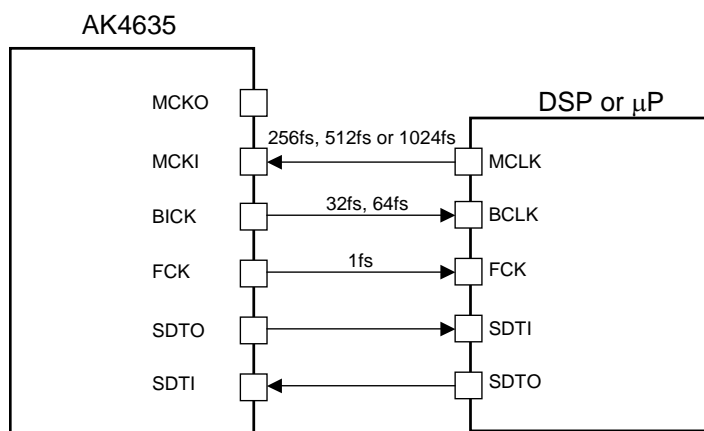 AK4635
DSP or μP
MCKO
256fs, 512fs or 1024fs
MCKI
MCLK
32fs, 64fs
BICK
BCLK
1fs
FCK
FCK
SDTO
SDTI
SDTI
SDTO